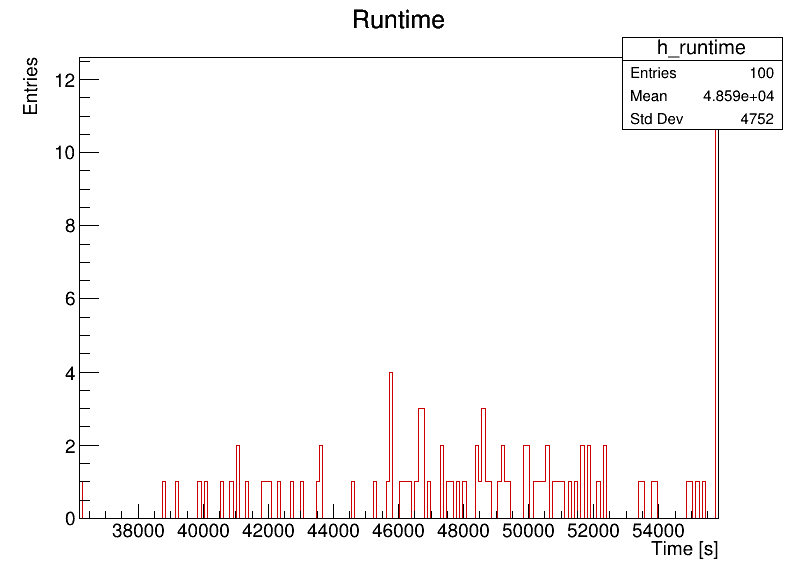 Runtime
h_runtime
Entries 100
Mean 4.859e+04
Std Dev 4752
Entries
12
10
8
6
4
2
0
38000 40000 42000 44000 46000 48000 50000 52000 54000
Time [s]